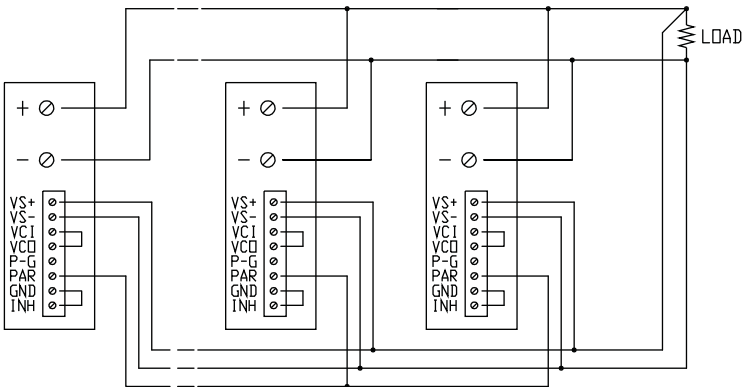 LOAD
+
+
+
-
-
-
VS+
VS-
VCI
VCO
P-G
PAR
GND
INH
VS+
VS-
VCI
VCO
P-G
PAR
GND
INH
VS+
VS-
VCI
VCO
P-G
PAR
GND
INH